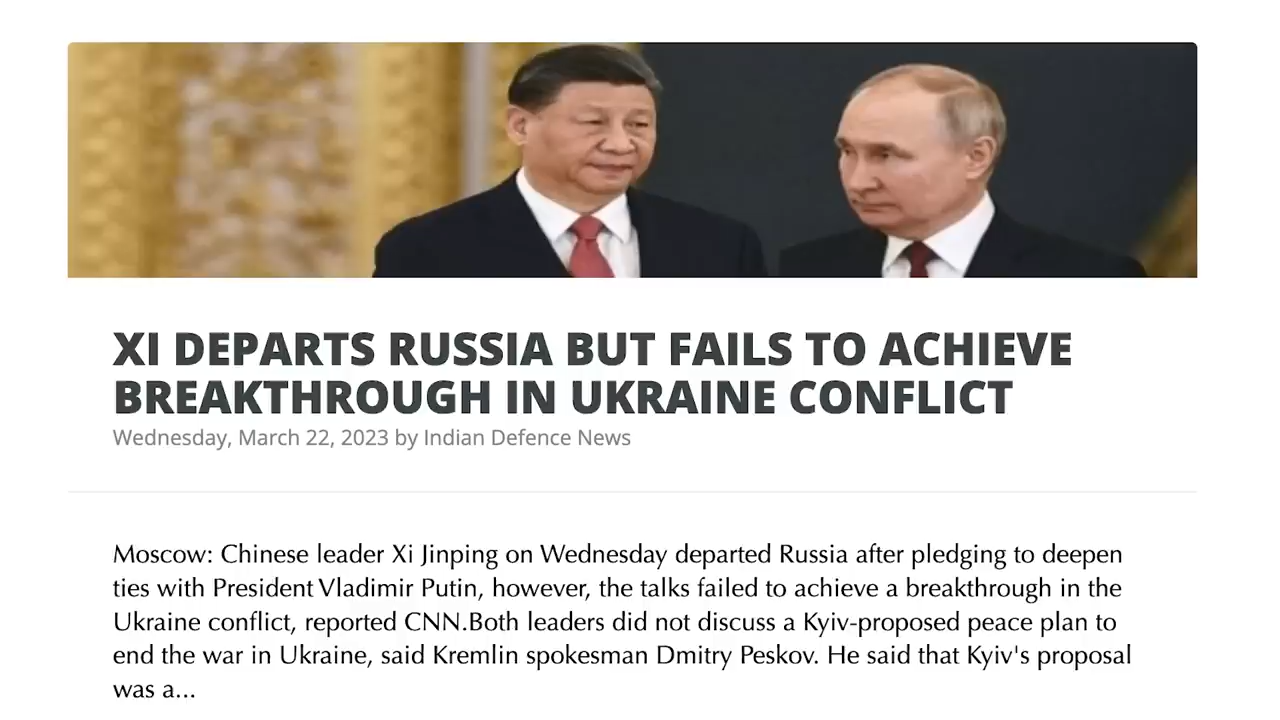 XI DEPARTS RUSSIA BUT FAILS TO ACHIEVE
BREAKTHROUGH IN UKRAINE CONFLICT
Wednesday, March 22, 2023 by Indian Defence News
Moscow: Chinese leader Xi Jinping on Wednesday departed Russia after pledging to deepen
ties with President Vladimir Putin, however, the talks failed to achieve a breakthrough in the
Ukraine conflict, reported CNN.Both leaders did not discuss a Kyiv-proposed peace plan to
end the war in Ukraine, said Kremlin spokesman Dmitry Peskov. He said that Kyiv's proposal
was a...